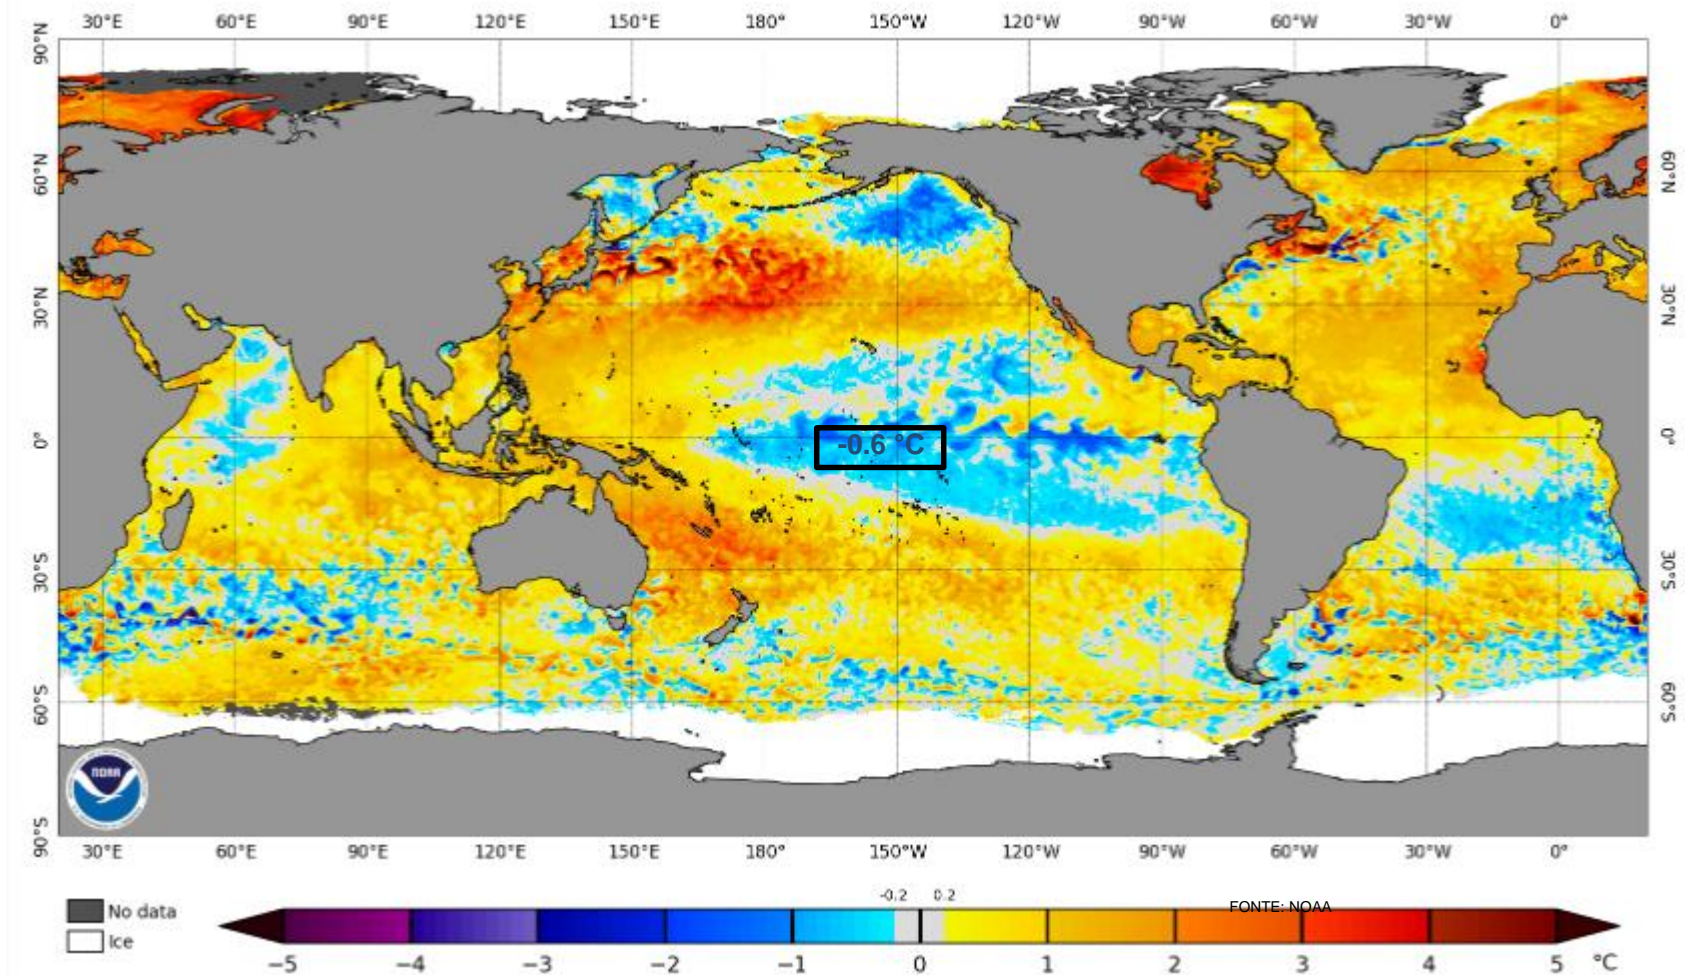 30°E 60°E 90°E 120°E 150°E 180° 150°W 120°W 90°W 60°W 30°W 0°
90°N
60°N 60°N
30°N 30°N
0° 0°
-0.6 °C
30°S 30°S
60°S 60°S
NOAA
90°S
30°E 60°E 90°E 120°E 150°E 180° 150°W 120°W 90°W 60°W 30°W 0°
-0.2 0.2
No data
FONTE: NOAA
Ice
−5 −4 −3 −2 −1 0 1 2 3 4 5 °C